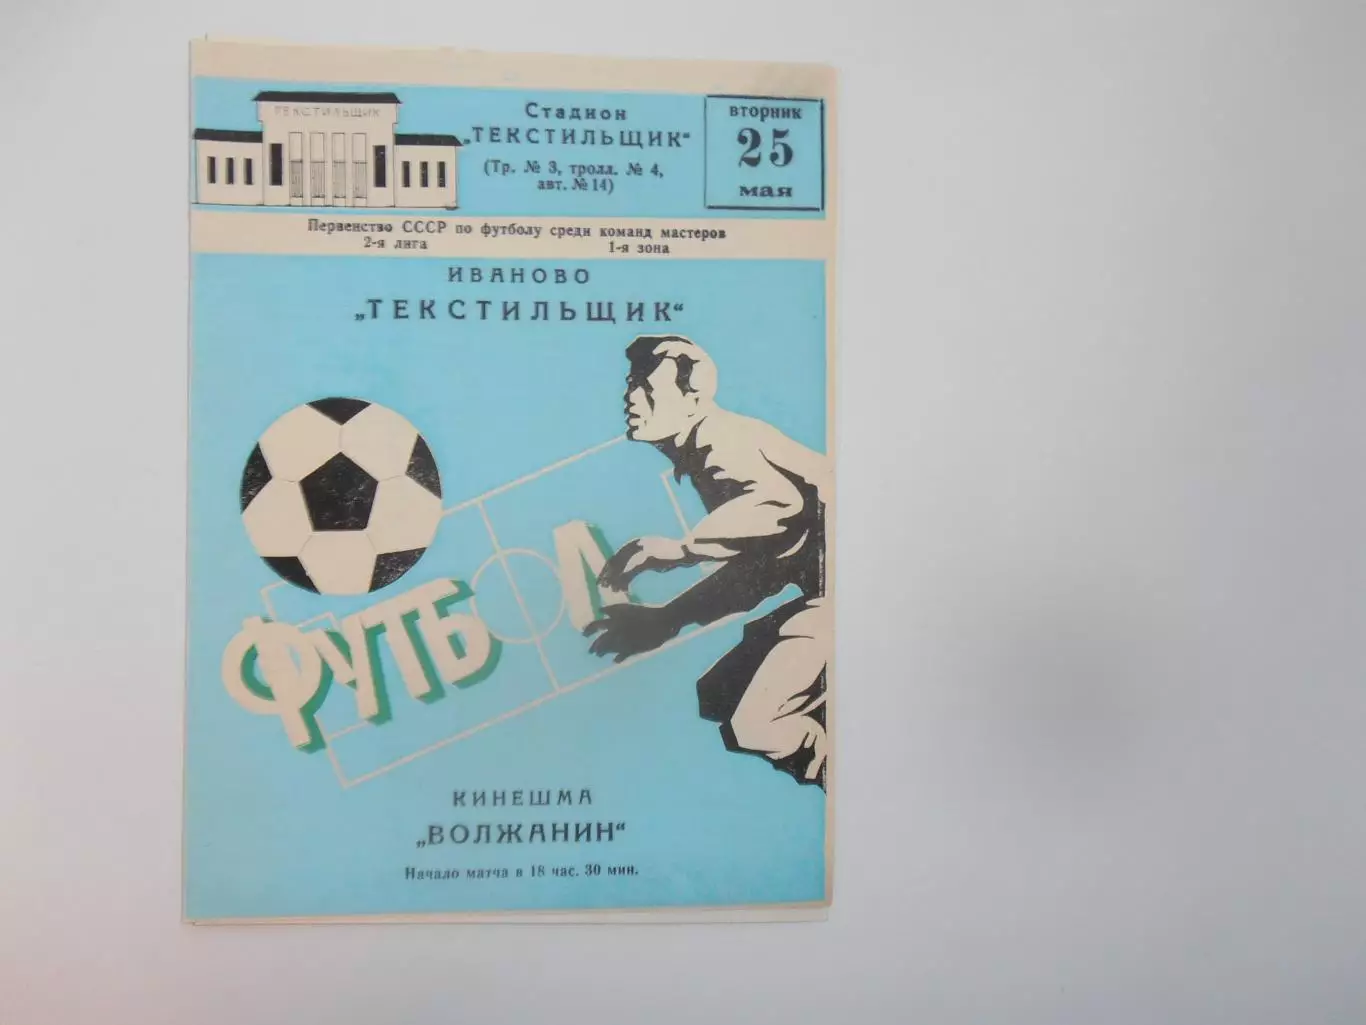 ТЕКСТИЛЬЩИК
Стадион
„ТЕКСТИЛЬЩИК“
(Тр. № 3, тролл. № 4,
авт. № 14)
вторник
25
мая
Первенство СССР по футболу среди команд мастеров
2-я лига 1-я зона
ИВАНОВО
„ТЕКСТИЛЬЩИК“
ФУТБОЛ
КИНЕШМА
„ВОЛЖАНИН“
Начало матча в 18 час. 30 мин.